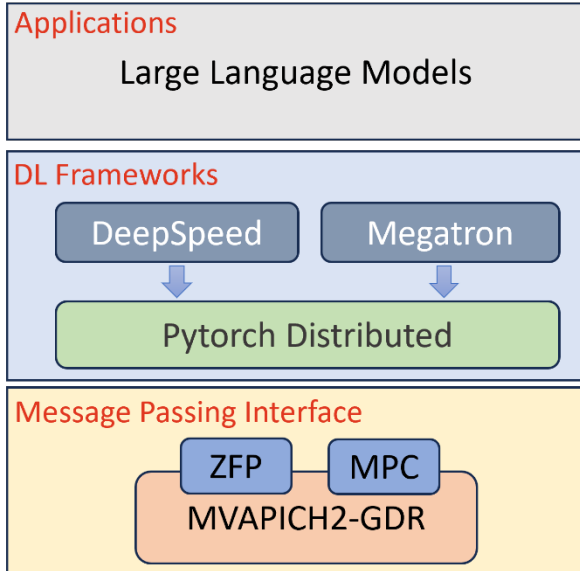 Applications
Large Language Models
DL Frameworks
DeepSpeed
Megatron
Pytorch Distributed
Message Passing Interface
ZFP
MPC
MVAPICH2-GDR